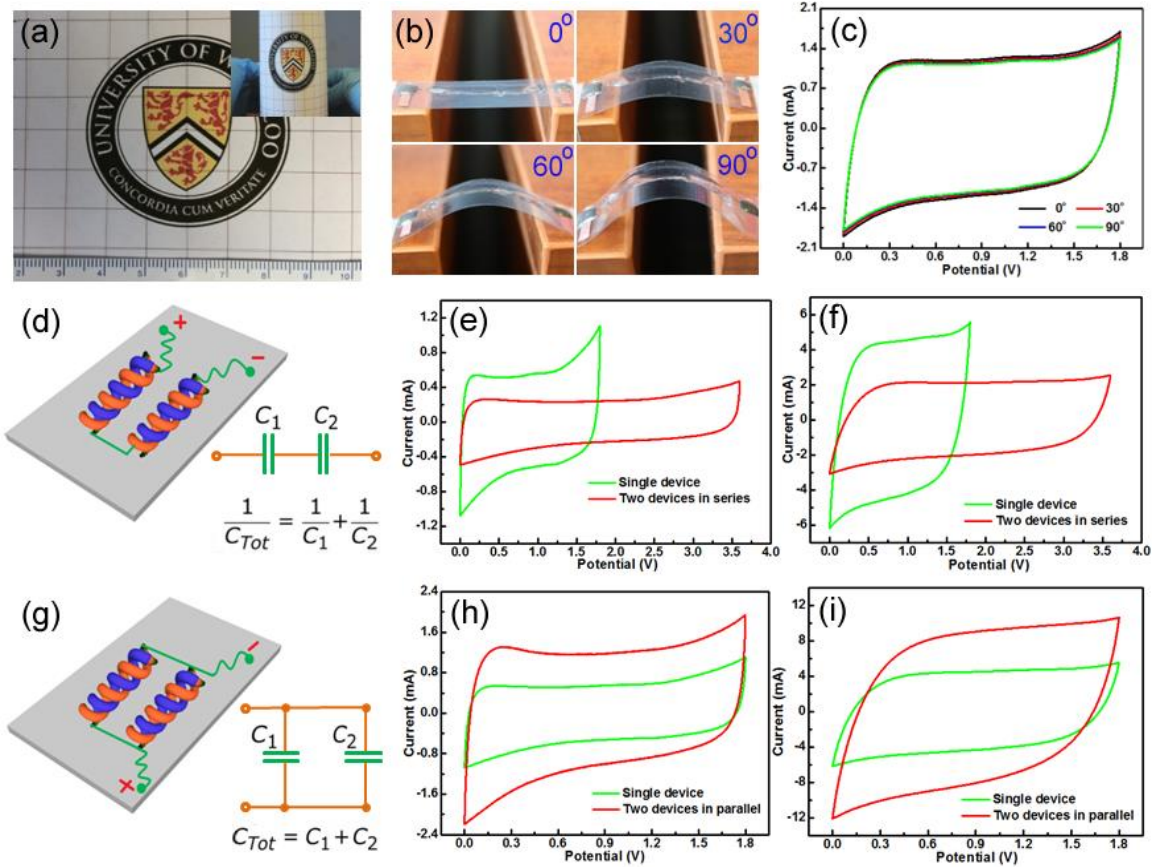 (a)
UNIVERSITY OF W
OO
CONCORDIA CUM VERITATE
2 3 4 5 6 7 8 9 10
(b)
0°
30°
60°
90°
(c)
Current (mA)
2.1
1.4
0.7
0.0
-0.7
-1.4
-2.1
0° 30°
60° 90°
0.0 0.3 0.6 0.9 1.2 1.5 1.8
Potential (V)
(d)
+
-
C1 C2
1/CTot = 1/C1 + 1/C2
(e)
Current (mA)
1.2
0.8
0.4
0.0
-0.4
-0.8
-1.2
Single device
Two devices in series
0.0 0.5 1.0 1.5 2.0 2.5 3.0 3.5 4.0
Potential (V)
(f)
Current (mA)
6
4
2
0
-2
-4
-6
Single device
Two devices in series
0.0 0.5 1.0 1.5 2.0 2.5 3.0 3.5 4.0
Potential (V)
(g)
-
+
C1 C2
CTot = C1 + C2
(h)
Current (mA)
2.4
1.6
0.8
0.0
-0.8
-1.6
-2.4
Single device
Two devices in parallel
0.0 0.3 0.6 0.9 1.2 1.5 1.8
Potential (V)
(i)
Current (mA)
12
8
4
0
-4
-8
-12
Single device
Two devices in parallel
0.0 0.3 0.6 0.9 1.2 1.5 1.8
Potential (V)